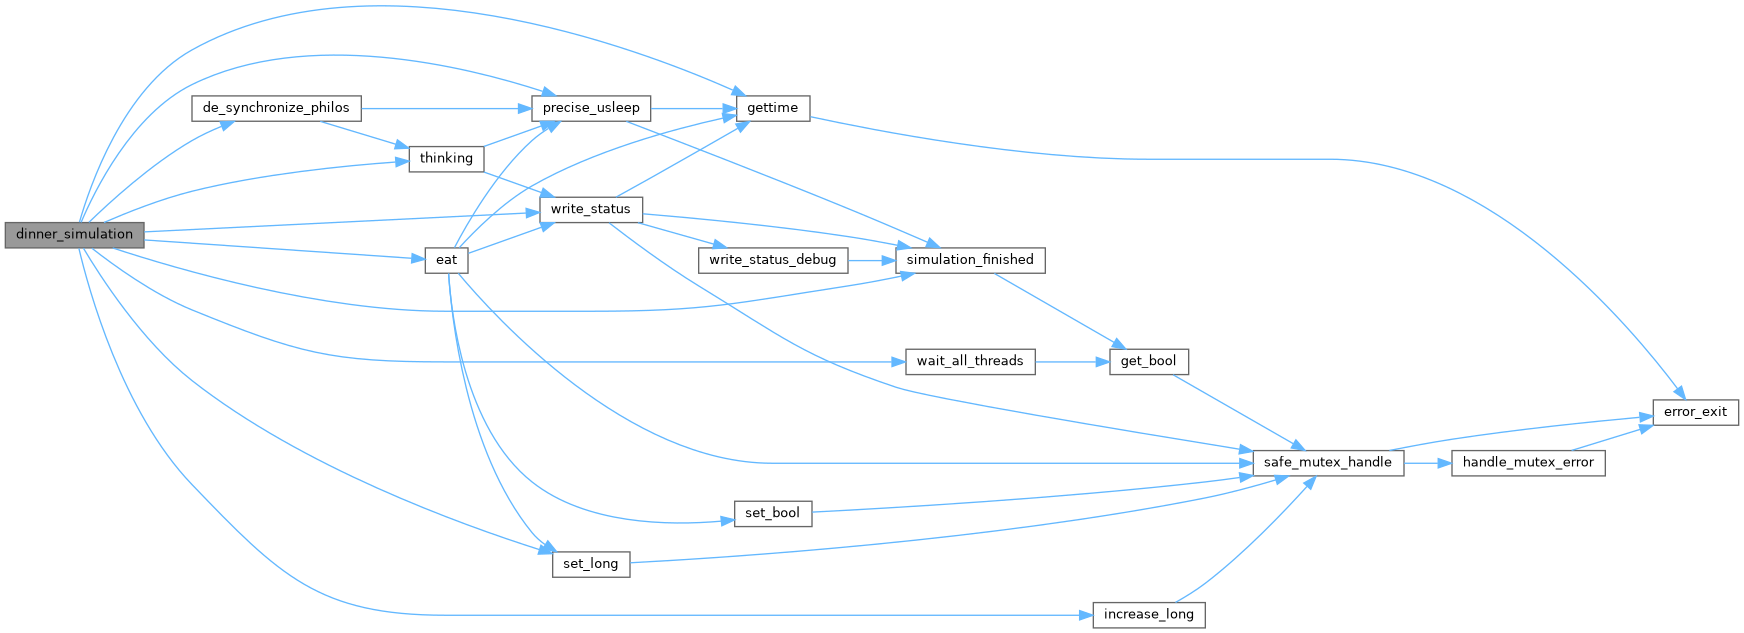 dinner_simulation
de_synchronize_philos
precise_usleep
gettime
thinking
write_status
eat
write_status_debug
simulation_finished
wait_all_threads
get_bool
error_exit
safe_mutex_handle
handle_mutex_error
set_bool
set_long
increase_long